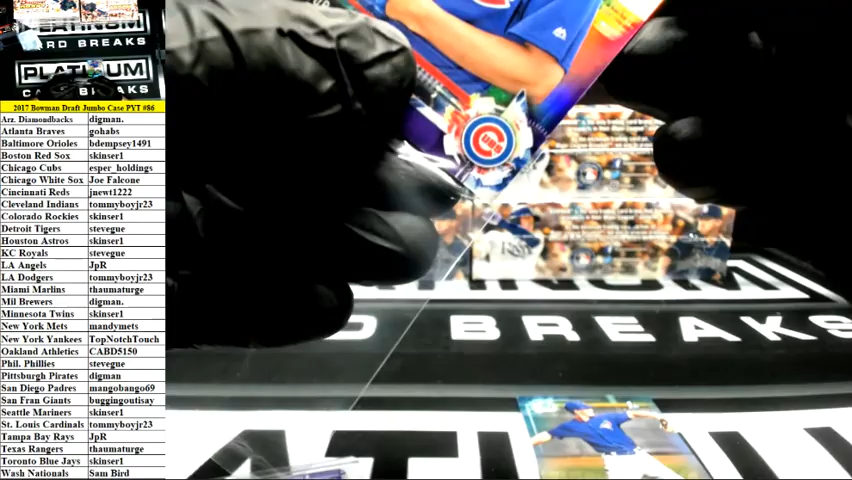 PLATINUM
ARD BREAKS
PLATINUM
CA BREAKS
2017 Bowman Draft Jumbo Case PYT #86
Arz. Diamondbacks digman.
Atlanta Braves gohabs
Baltimore Orioles bdempsey1491
Boston Red Sox skinser1
Chicago Cubs esper_holdings
Chicago White Sox Joe Falcone
Cincinnati Reds jnewt1222
Cleveland Indians tommyboyjr23
Colorado Rockies skinser1
Detroit Tigers stevegue
Houston Astros skinser1
KC Royals stevegue
LA Angels JpR
LA Dodgers tommyboyjr23
Miami Marlins thaumaturge
Mil Brewers digman.
Minnesota Twins skinser1
New York Mets mandymets
New York Yankees TopNotchTouch
Oakland Athletics CABD5150
Phil. Phillies stevegue
Pittsburgh Pirates digman
San Diego Padres mangobango69
San Fran Giants buggingoutisay
Seattle Mariners skinser1
St. Louis Cardinals tommyboyjr23
Tampa Bay Rays JpR
Texas Rangers thaumaturge
Toronto Blue Jays skinser1
Wash Nationals Sam Bird
CUBS
D BREAKS
PLATINUM